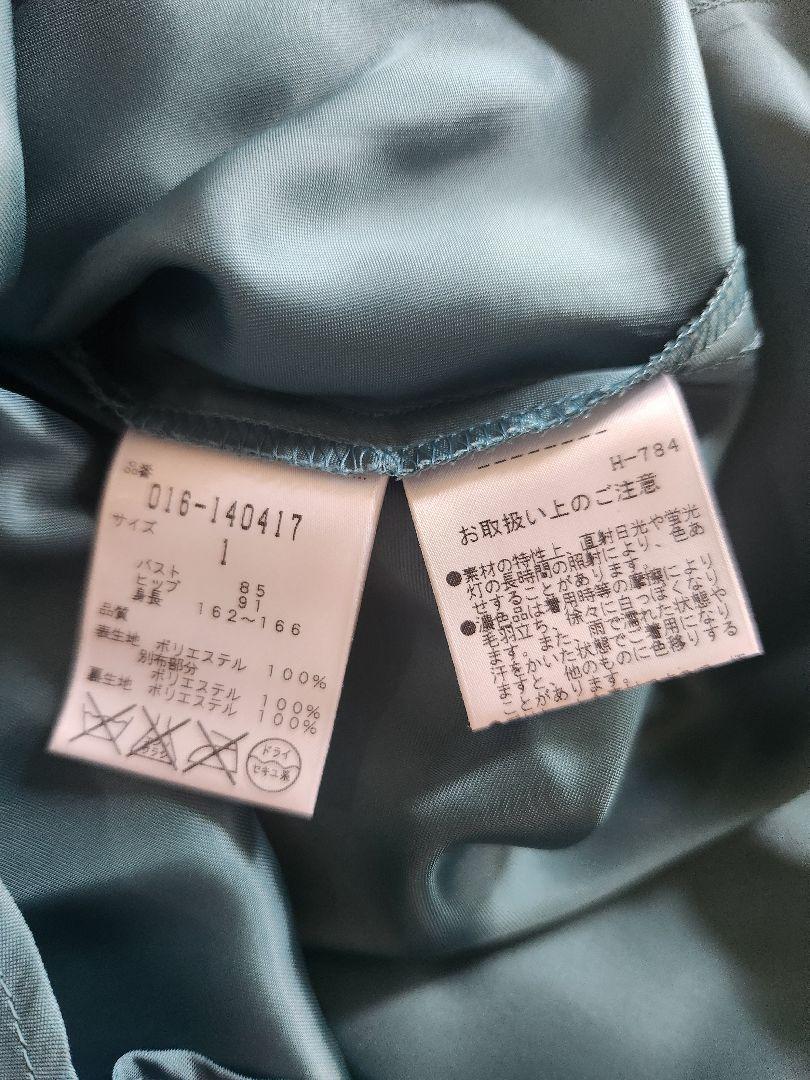 品番
016-140417
サイズ
1
バスト 85
ヒップ 91
身長 162～166
品質
表生地 ポリエステル 100%
別布部分
ポリエステル 100%
裏生地 ポリエステル 100%
エンソ
サラシ
ドライ
セキユ系
H-784
お取扱い上のご注意
●素材の特性上、直射日光や蛍光
灯の長時間の照射により、色あ
せすることがあります。
●濃色品は着用時等の摩擦により
毛羽立ち、徐々に白っぽくなり
ます。また、雨で濡れた状態や
汗をかいた状態でご着用になり
ますと、他のものに色移りする
ことがあります。